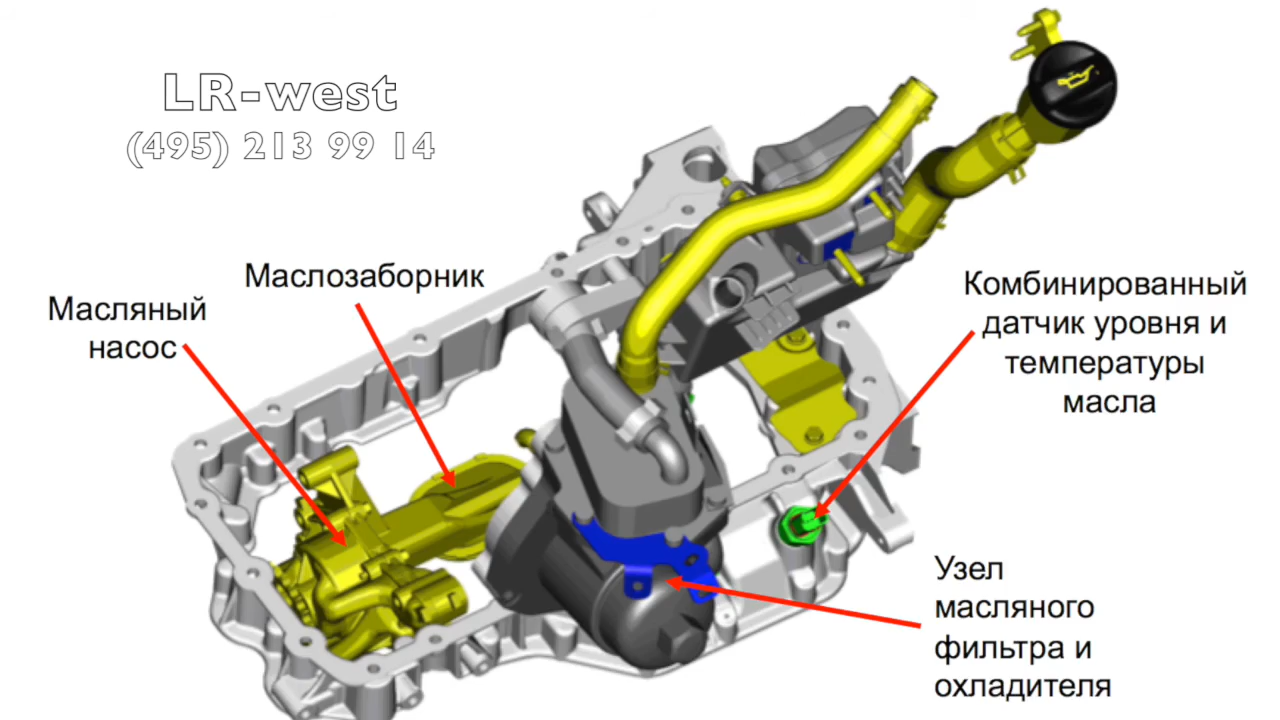 LR-west
(495) 213 99 14
Маслозаборник
Масляный
насос
Комбинированный
датчик уровня и
температуры
масла
Узел
масляного
фильтра и
охладителя